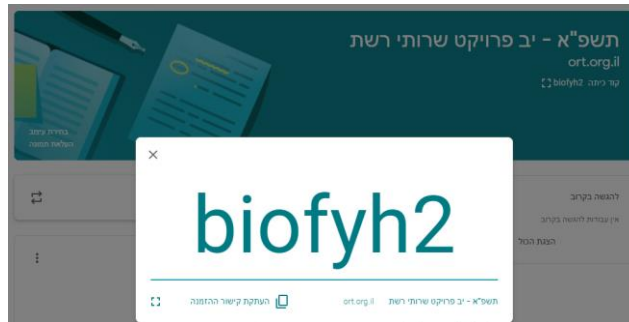 תשפ"א - יב פרויקט שרותי רשת
ort.org.il
קוד כיתה biofyh2
בחירת עיצוב
העלאת תמונה
להגשה בקרוב
אין עבודות להגשה בקרוב
הצגת הכול
biofyh2
תשפ"א - יב פרויקט שרותי רשת ort.org.il
העתקת קישור ההזמנה